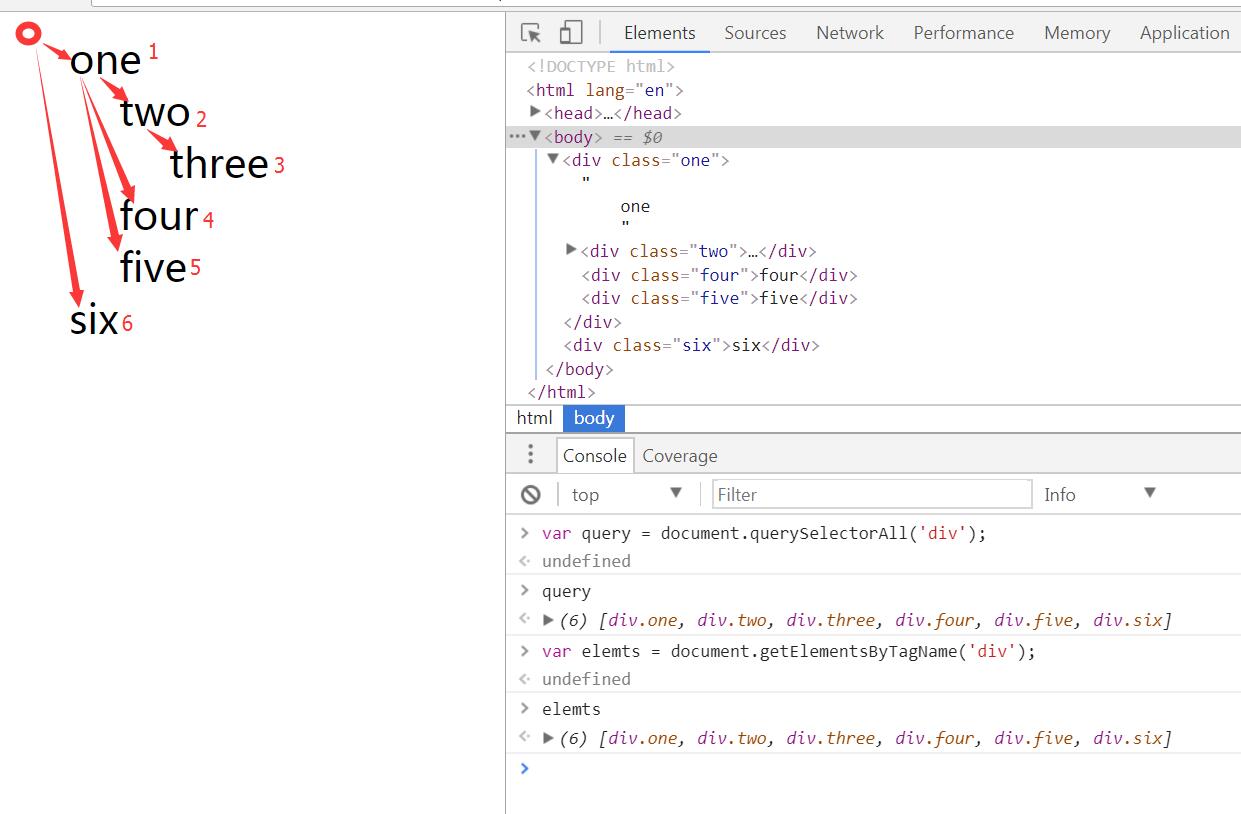 one 1
two 2
three 3
four 4
five 5
six 6
Elements Sources Network Performance Memory Application
<!DOCTYPE html>
<html lang="en">
<head>…</head>
<body> == $0
<div class="one">
"
one
"
<div class="two">…</div>
<div class="four">four</div>
<div class="five">five</div>
</div>
<div class="six">six</div>
</body>
</html>
html body
Console Coverage
top Filter Info
> var query = document.querySelectorAll('div');
undefined
> query
(6) [div.one, div.two, div.three, div.four, div.five, div.six]
> var elemts = document.getElementsByTagName('div');
undefined
> elemts
(6) [div.one, div.two, div.three, div.four, div.five, div.six]
>